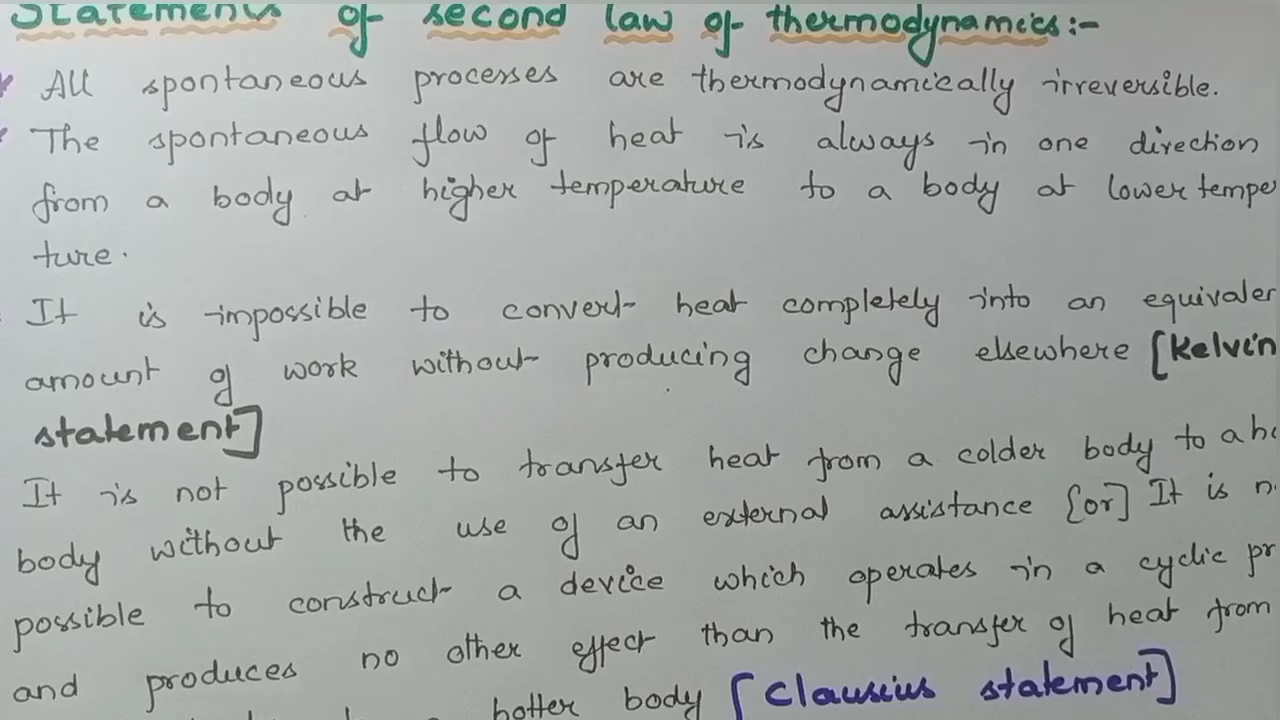 Statements of second law of thermodynamics:-
All spontaneous processes are thermodynamically irreversible.
The spontaneous flow of heat is always in one direction
from a body at higher temperature to a body at lower tempe
ture.
It is impossible to convert heat completely into an equivalen
amount of work without producing change elsewhere [Kelvin
statement]
It is not possible to transfer heat from a colder body to a ho
body without the use of an external assistance [or] It is n
possible to construct a device which operates in a cyclic pr
and produces no other effect than the transfer of heat from
hotter body [Clausius statement]